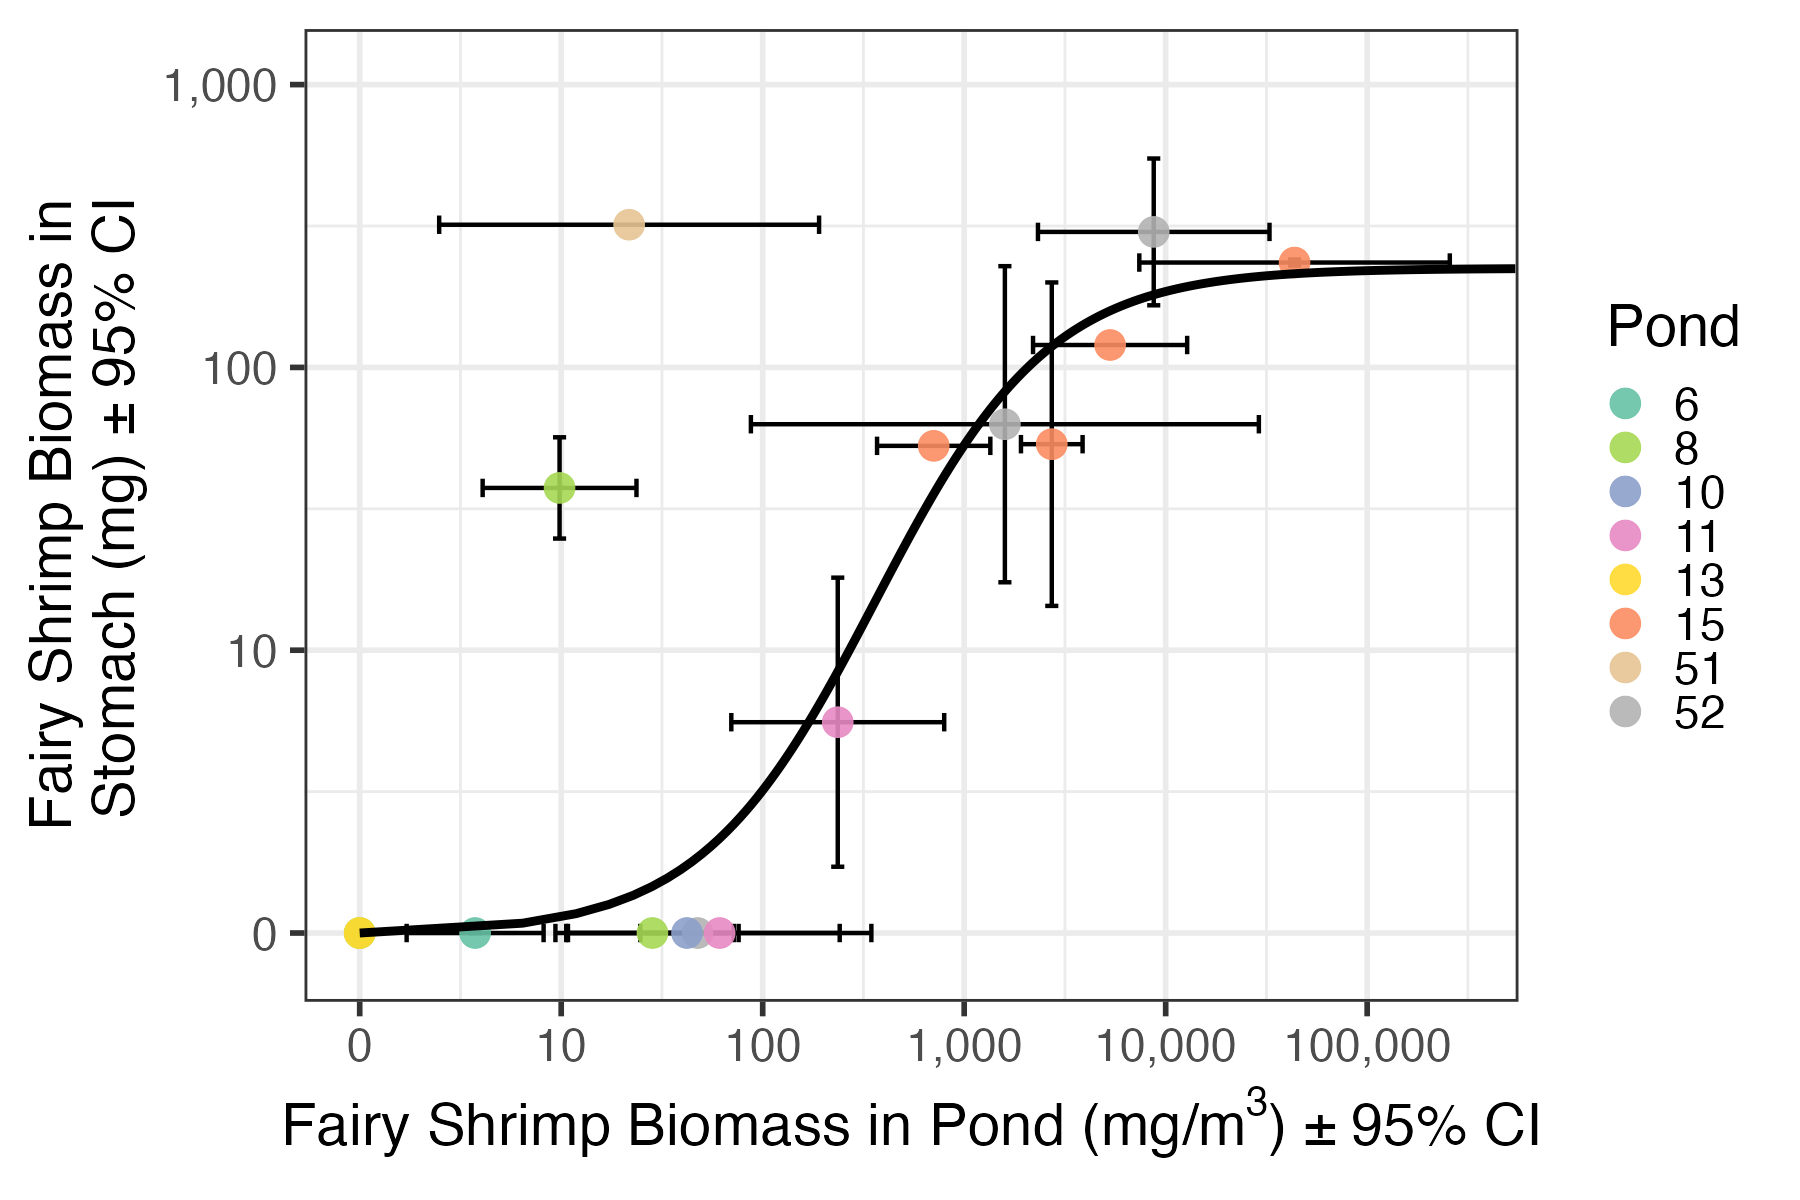 Fairy Shrimp Biomass in
Stomach (mg) ± 95% CI
1,000
100
10
0
0 10 100 1,000 10,000 100,000
Fairy Shrimp Biomass in Pond (mg/m³) ± 95% CI
Pond
6
8
10
11
13
15
51
52